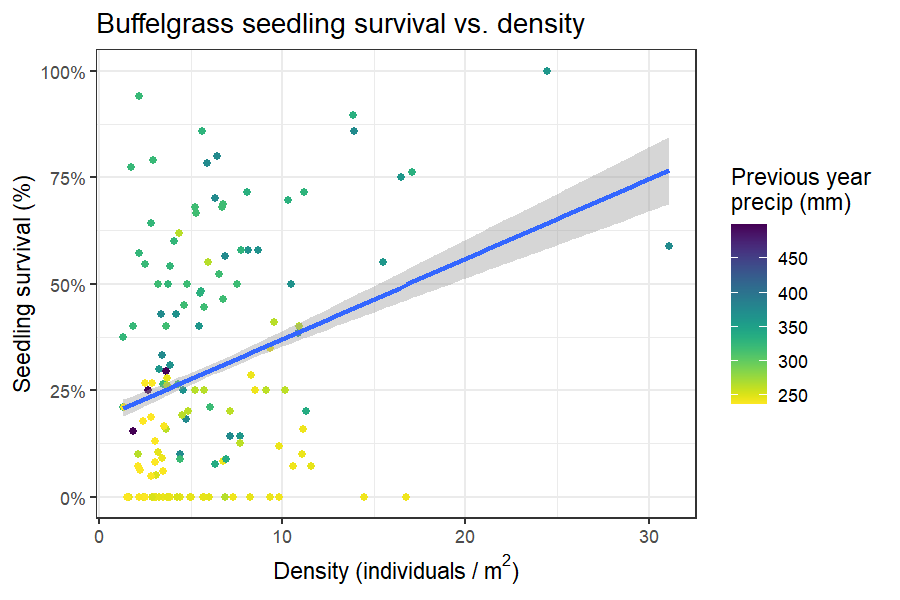 Buffelgrass seedling survival vs. density
Seedling survival (%)
100%
75%
50%
25%
0%
0 10 20 30
Density (individuals / m²)
Previous year
precip (mm)
450
400
350
300
250